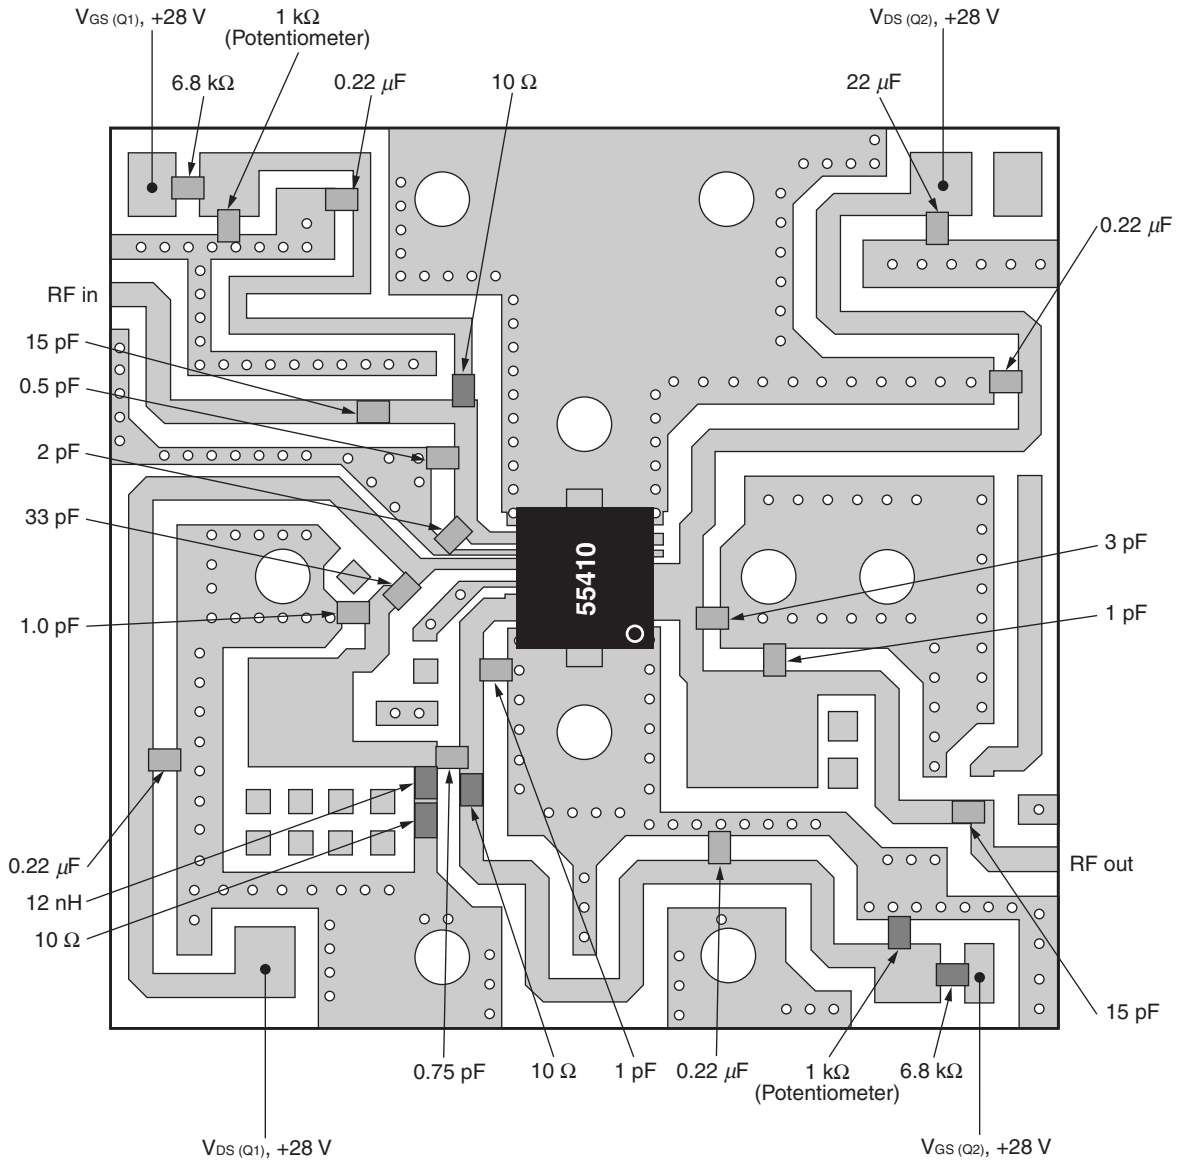 VGS (Q1), +28 V
1 kΩ
(Potentiometer)
VDS (Q2), +28 V
6.8 kΩ
0.22 μF
10 Ω
22 μF
0.22 μF
RF in
15 pF
0.5 pF
2 pF
33 pF
1.0 pF
55410
3 pF
1 pF
0.22 μF
12 nH
10 Ω
RF out
15 pF
0.75 pF
10 Ω
1 pF
0.22 μF
1 kΩ
(Potentiometer)
6.8 kΩ
VDS (Q1), +28 V
VGS (Q2), +28 V